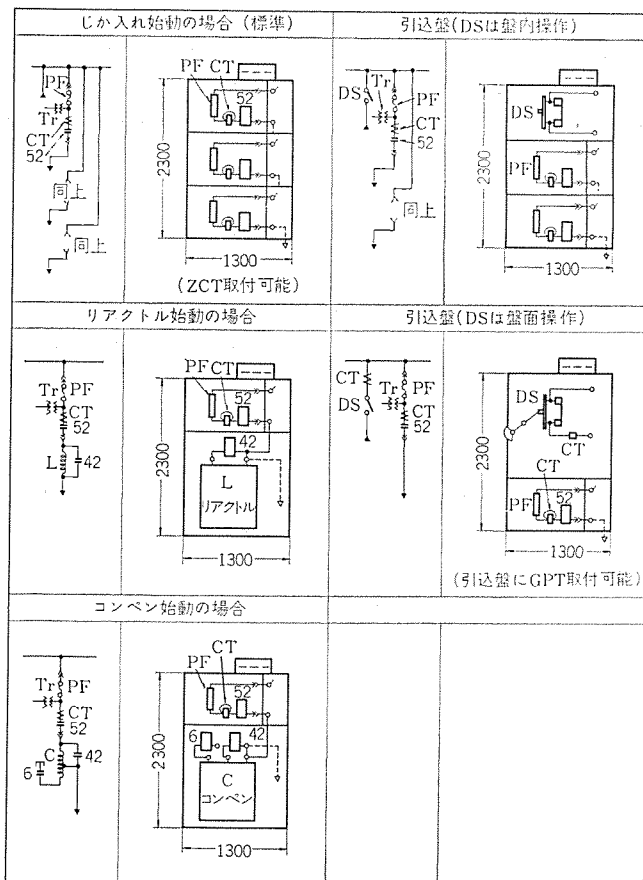 じか入れ始動の場合 (標準)
PF
Tr
CT
52
同上
同上
PF CT
52
2300
1300
(ZCT取付可能)
引込盤(DSは盤内操作)
Tr
DS
PF
CT
52
同上
DS
PF
2300
1300
リアクトル始動の場合
Tr PF
CT
52
L
42
PF CT
52
42
L
リアクトル
2300
1300
引込盤(DSは盤面操作)
CT
DS
Tr
PF
CT
52
DS
CT
CT
PF
52
2300
1300
(引込盤にGPT取付可能)
コンペン始動の場合
Tr
PF
CT
52
C
6
42
CT
PF
52
6
42
C
コンペン
2300
1300